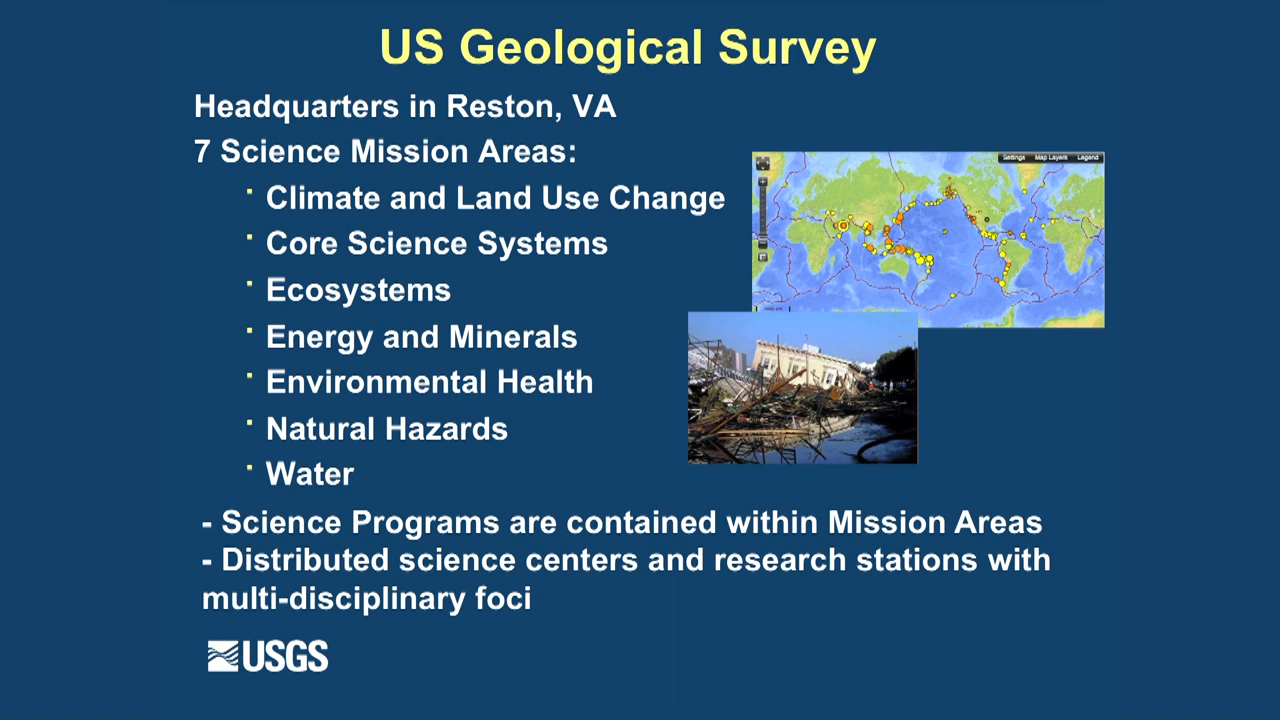 US Geological Survey
Headquarters in Reston, VA
7 Science Mission Areas:
Settings Map Layers Legend
· Climate and Land Use Change
· Core Science Systems
· Ecosystems
· Energy and Minerals
· Environmental Health
· Natural Hazards
· Water
- Science Programs are contained within Mission Areas
- Distributed science centers and research stations with
multi-disciplinary foci
USGS